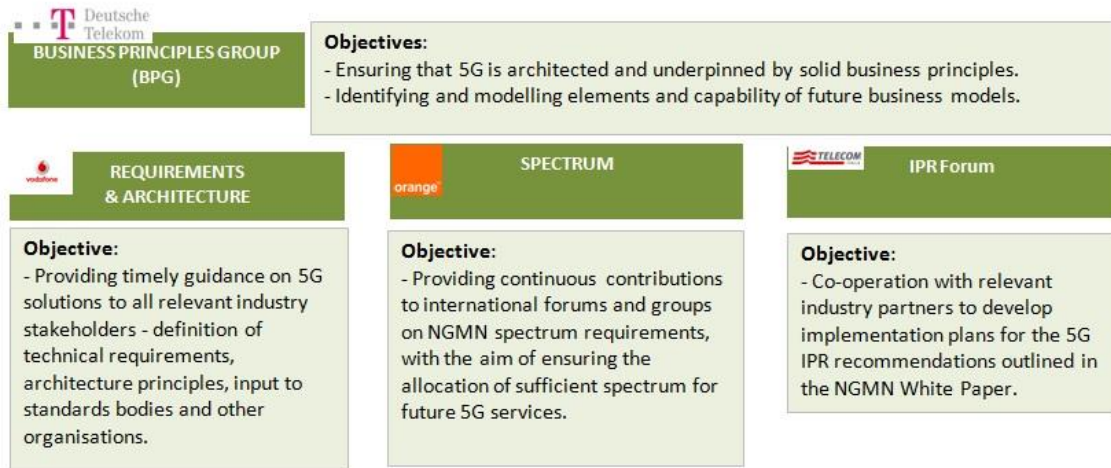 Deutsche
Telekom
BUSINESS PRINCIPLES GROUP
(BPG)
Objectives:
- Ensuring that 5G is architected and underpinned by solid business principles.
- Identifying and modelling elements and capability of future business models.
vodafone
REQUIREMENTS
& ARCHITECTURE
Objective:
- Providing timely guidance on 5G
solutions to all relevant industry
stakeholders - definition of
technical requirements,
architecture principles, input to
standards bodies and other
organisations.
orange
SPECTRUM
Objective:
- Providing continuous contributions
to international forums and groups
on NGMN spectrum requirements,
with the aim of ensuring the
allocation of sufficient spectrum for
future 5G services.
TELECOM
IPR Forum
Objective:
- Co-operation with relevant
industry partners to develop
implementation plans for the 5G
IPR recommendations outlined in
the NGMN White Paper.